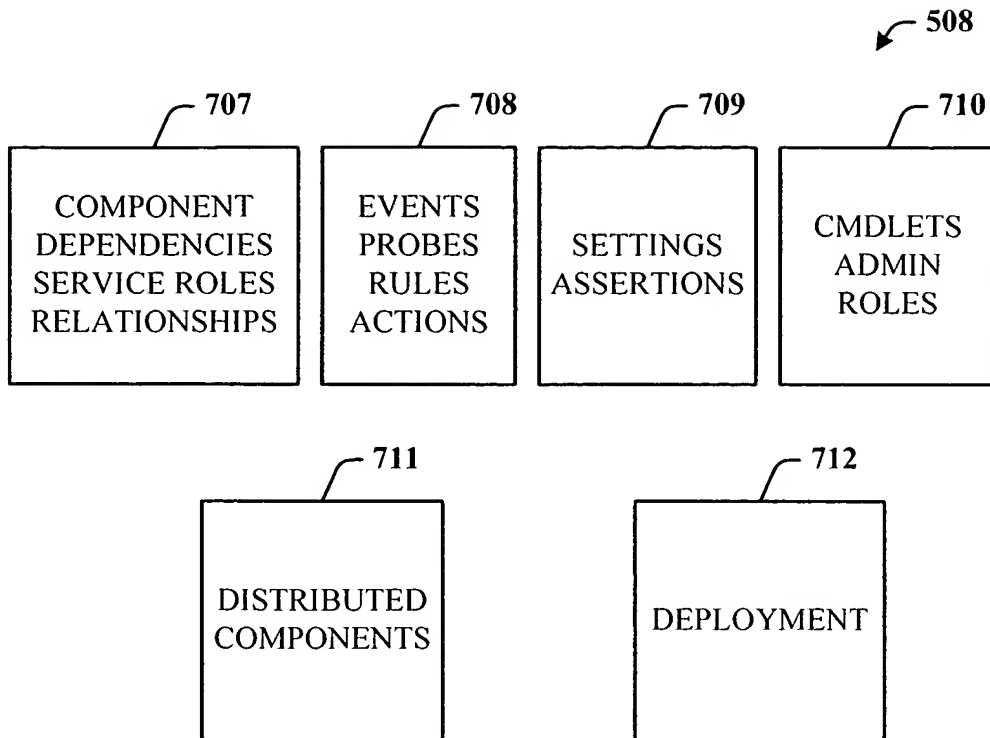 508
707
708
709
710
COMPONENT
DEPENDENCIES
SERVICE ROLES
RELATIONSHIPS
EVENTS
PROBES
RULES
ACTIONS
SETTINGS
ASSERTIONS
CMDLETS
ADMIN
ROLES
711
712
DISTRIBUTED
COMPONENTS
DEPLOYMENT